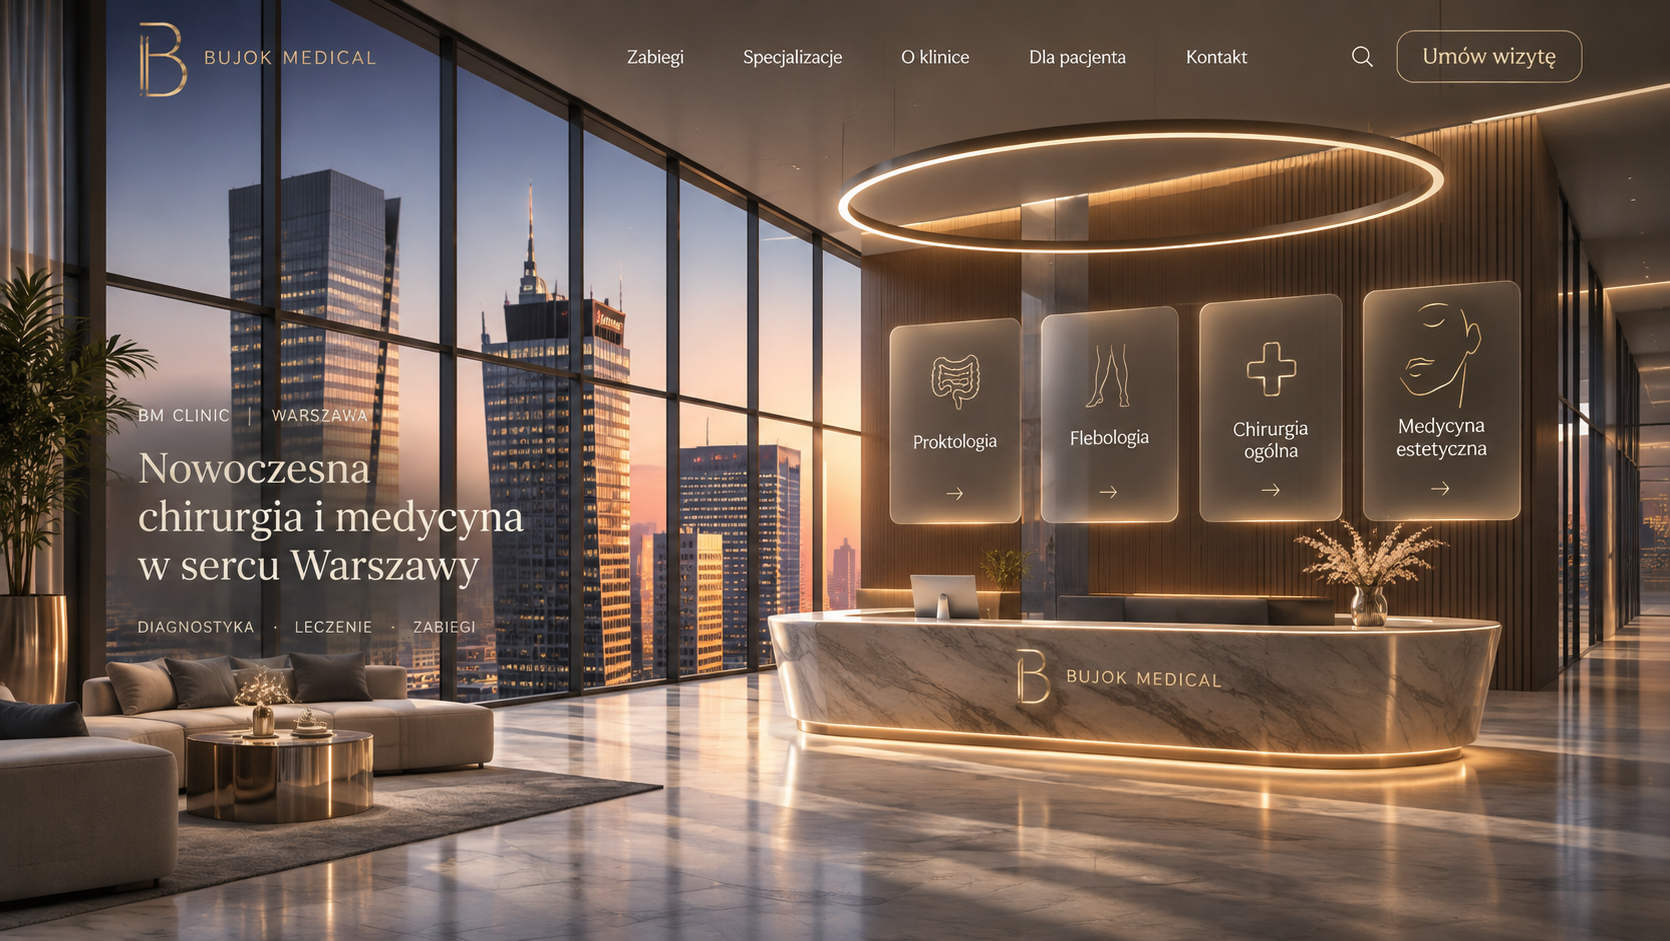 BUJOK MEDICAL
Zabiegi
Specjalizacje
O klinice
Dla pacjenta
Kontakt
Umów wizytę
BM CLINIC | WARSZAWA
Nowoczesna
chirurgia i medycyna
w sercu Warszawy
DIAGNOSTYKA · LECZENIE · ZABIEGI
Proktologia
Flebologia
Chirurgia
ogólna
Medycyna
estetyczna
B BUJOK MEDICAL